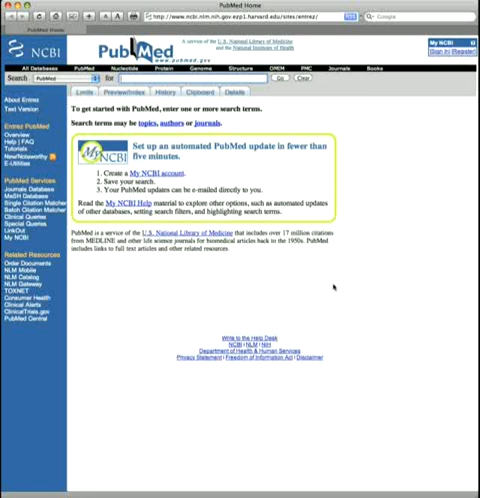 PubMed Home
http://www.ncbi.nlm.nih.gov.ezp1.harvard.edu/sites/entrez/
RSS
Google
PubMed Home
NCBI
PubMed
www.pubmed.gov
A service of the U.S. National Library of Medicine
and the National Institutes of Health
My NCBI
[Sign In] [Register]
All Databases PubMed Nucleotide Protein Genome Structure OMIM PMC Journals Books
Search PubMed for Go Clear
Limits Preview/Index History Clipboard Details
About Entrez
Text Version
Entrez PubMed
Overview
Help | FAQ
Tutorials
New/Noteworthy
E-Utilities
PubMed Services
Journals Database
MeSH Database
Single Citation Matcher
Batch Citation Matcher
Clinical Queries
Special Queries
LinkOut
My NCBI
Related Resources
Order Documents
NLM Mobile
NLM Catalog
NLM Gateway
TOXNET
Consumer Health
Clinical Alerts
ClinicalTrials.gov
PubMed Central
To get started with PubMed, enter one or more search terms.
Search terms may be topics, authors or journals.
My NCBI
Set up an automated PubMed update in fewer than
five minutes.
1. Create a My NCBI account.
2. Save your search.
3. Your PubMed updates can be e-mailed directly to you.
Read the My NCBI Help material to explore other options, such as automated updates
of other databases, setting search filters, and highlighting search terms.
PubMed is a service of the U.S. National Library of Medicine that includes over 17 million citations
from MEDLINE and other life science journals for biomedical articles back to the 1950s. PubMed
includes links to full text articles and other related resources.
Write to the Help Desk
NCBI | NLM | NIH
Department of Health & Human Services
Privacy Statement | Freedom of Information Act | Disclaimer